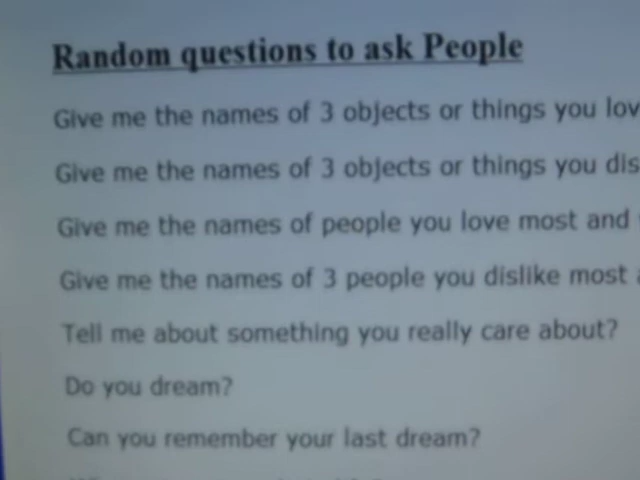 Random questions to ask People
Give me the names of 3 objects or things you lov
Give me the names of 3 objects or things you dis
Give me the names of people you love most and
Give me the names of 3 people you dislike most
Tell me about something you really care about?
Do you dream?
Can you remember your last dream?